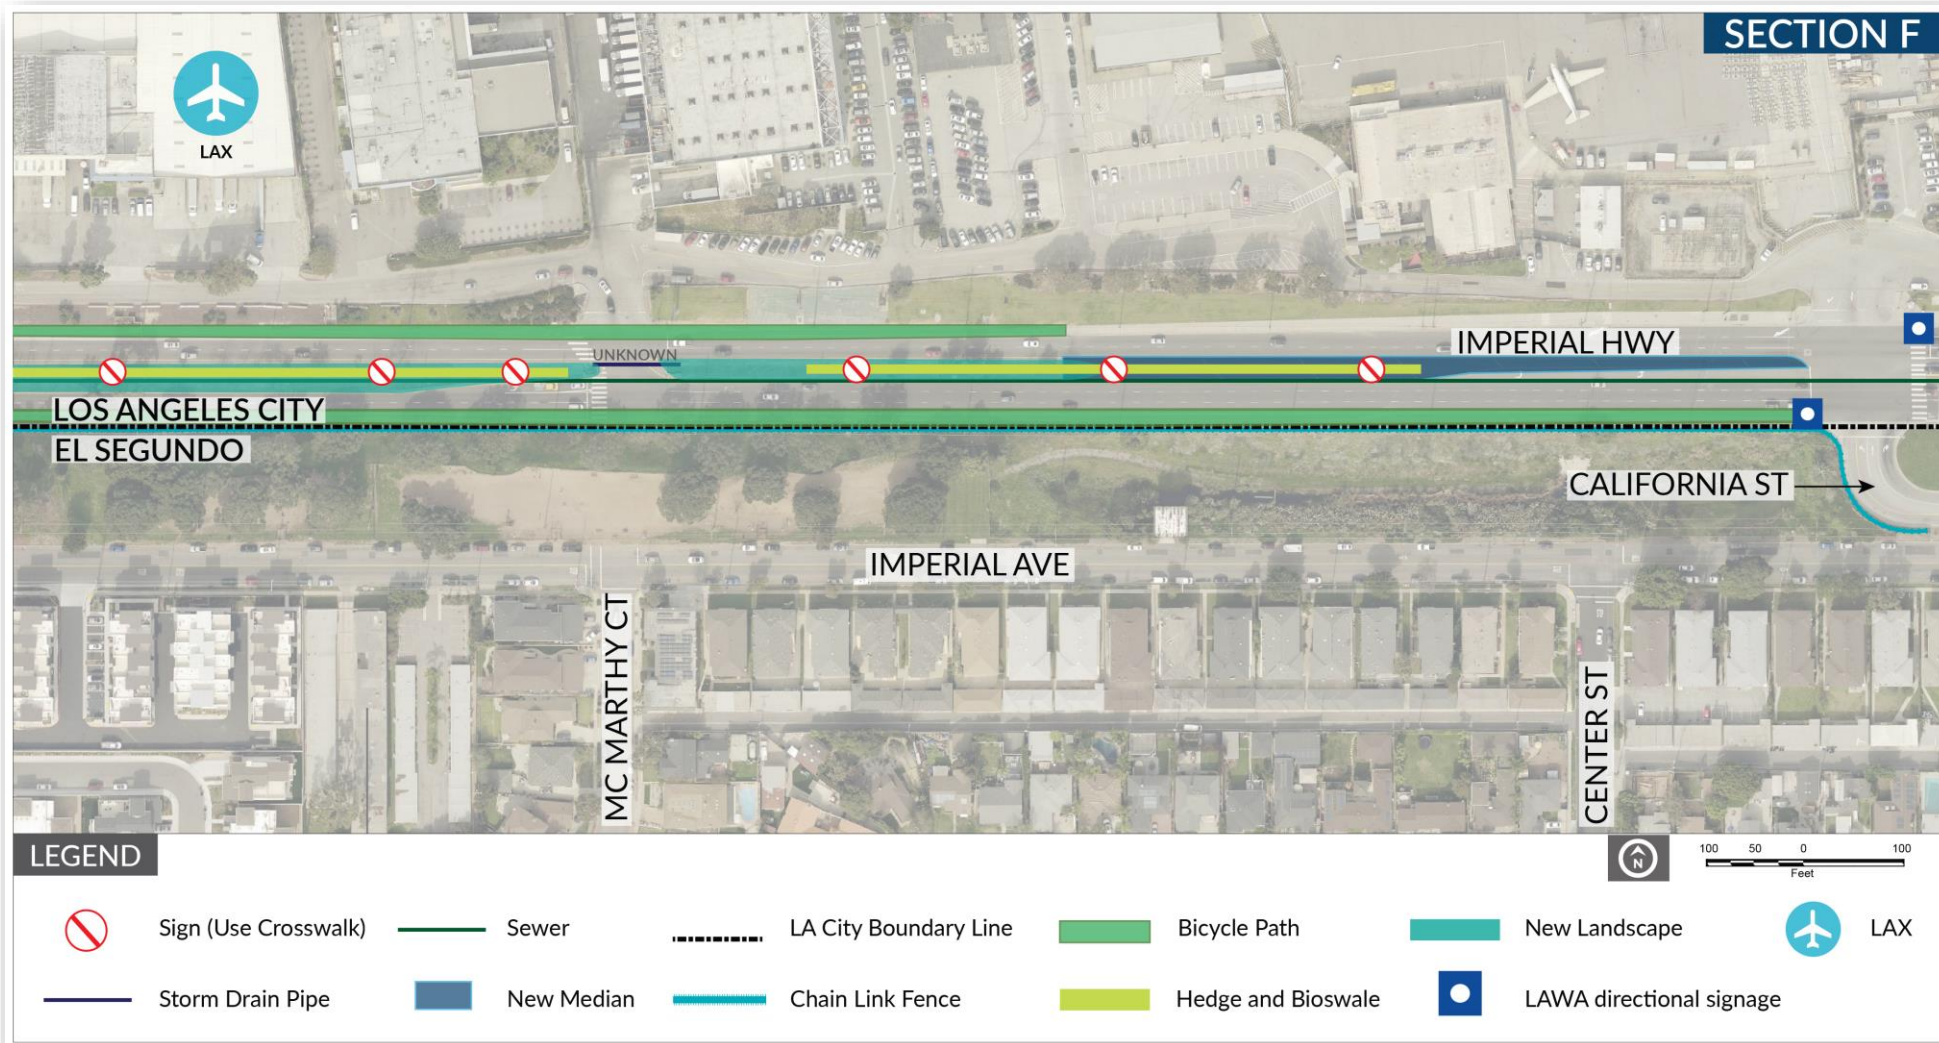 SECTION F
LAX
IMPERIAL HWY
UNKNOWN
LOS ANGELES CITY
EL SEGUNDO
CALIFORNIA ST
IMPERIAL AVE
MC MARTHY CT
CENTER ST
LEGEND
N
100 50 0 100
Feet
Sign (Use Crosswalk)
Sewer
LA City Boundary Line
Bicycle Path
New Landscape
LAX
Storm Drain Pipe
New Median
Chain Link Fence
Hedge and Bioswale
LAWA directional signage